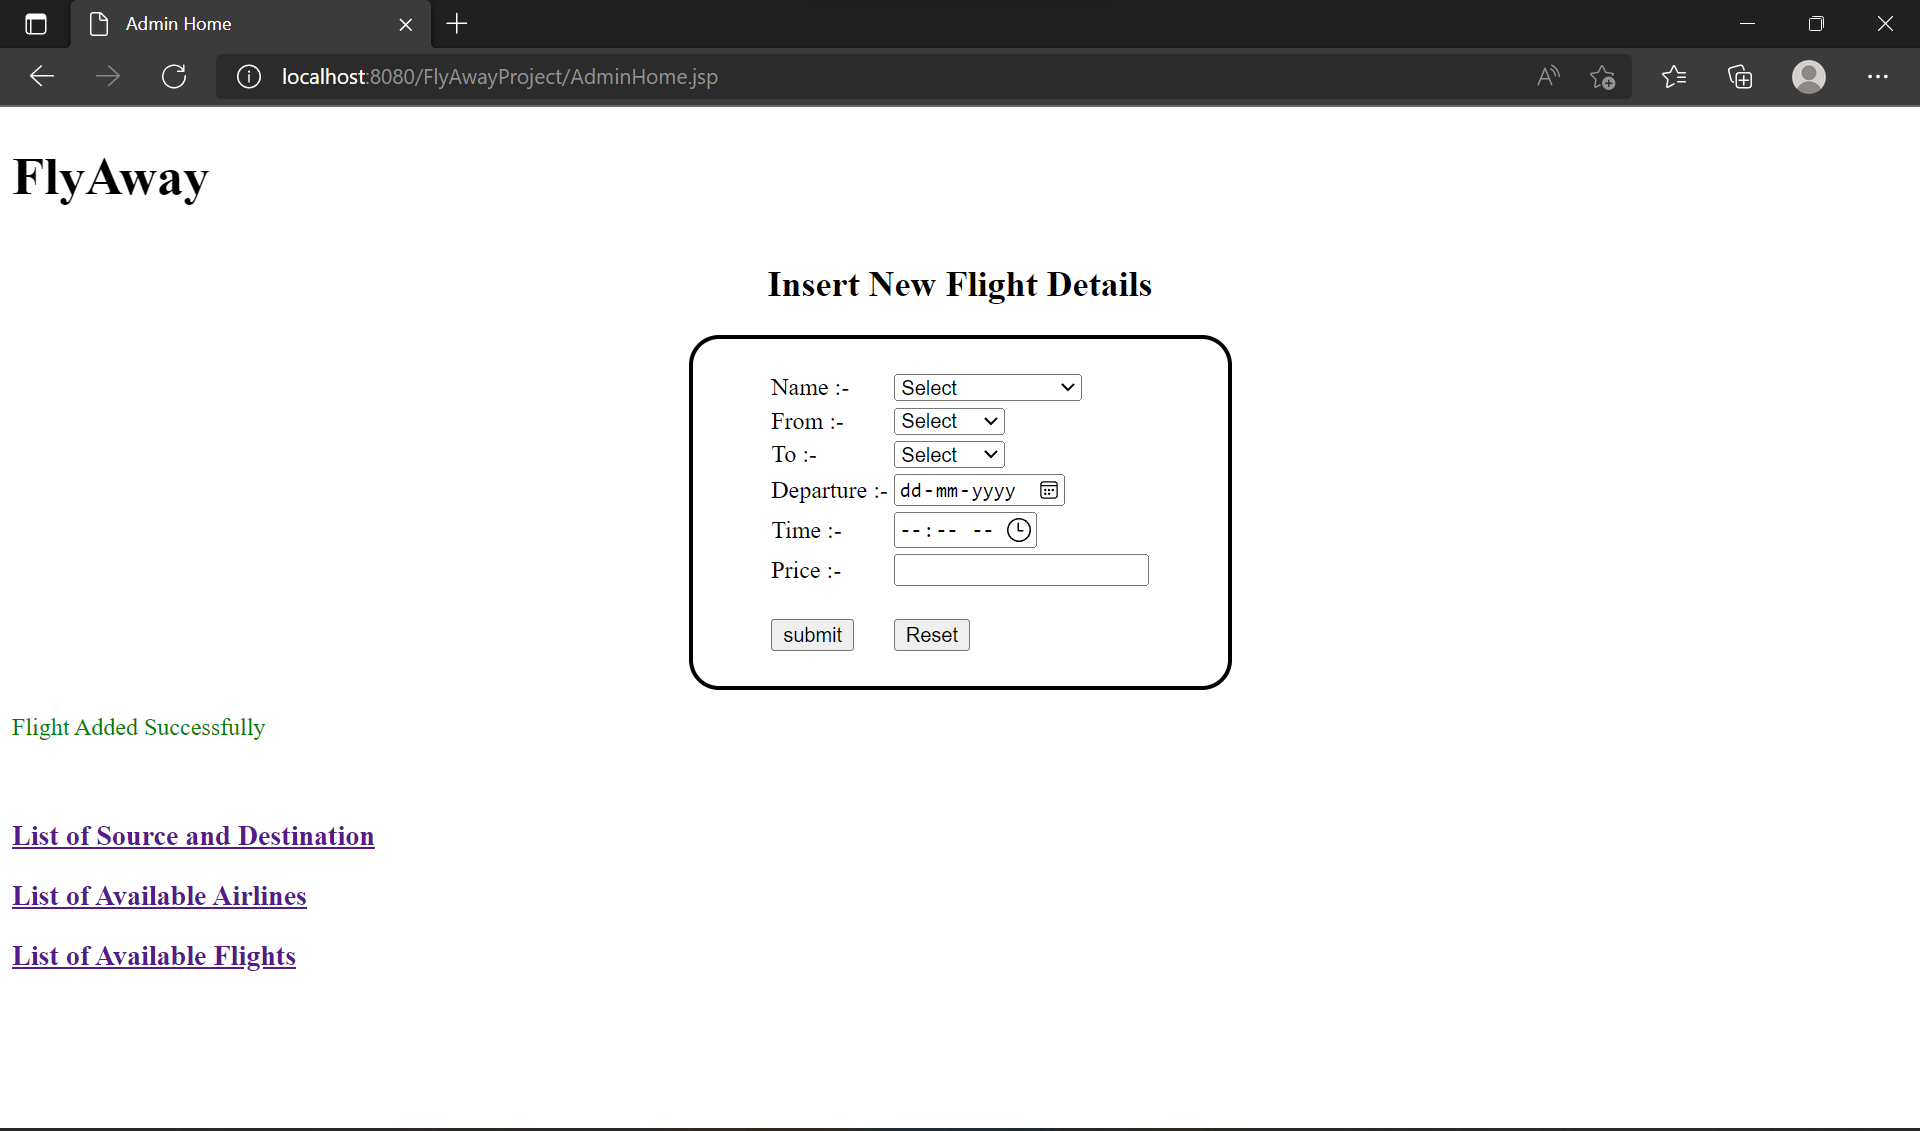 Admin Home
localhost:8080/FlyAwayProject/AdminHome.jsp
FlyAway
Insert New Flight Details
Name :- Select
From :- Select
To :- Select
Departure :- dd-mm-yyyy
Time :- --:-- --
Price :-
submit Reset
Flight Added Successfully
List of Source and Destination
List of Available Airlines
List of Available Flights